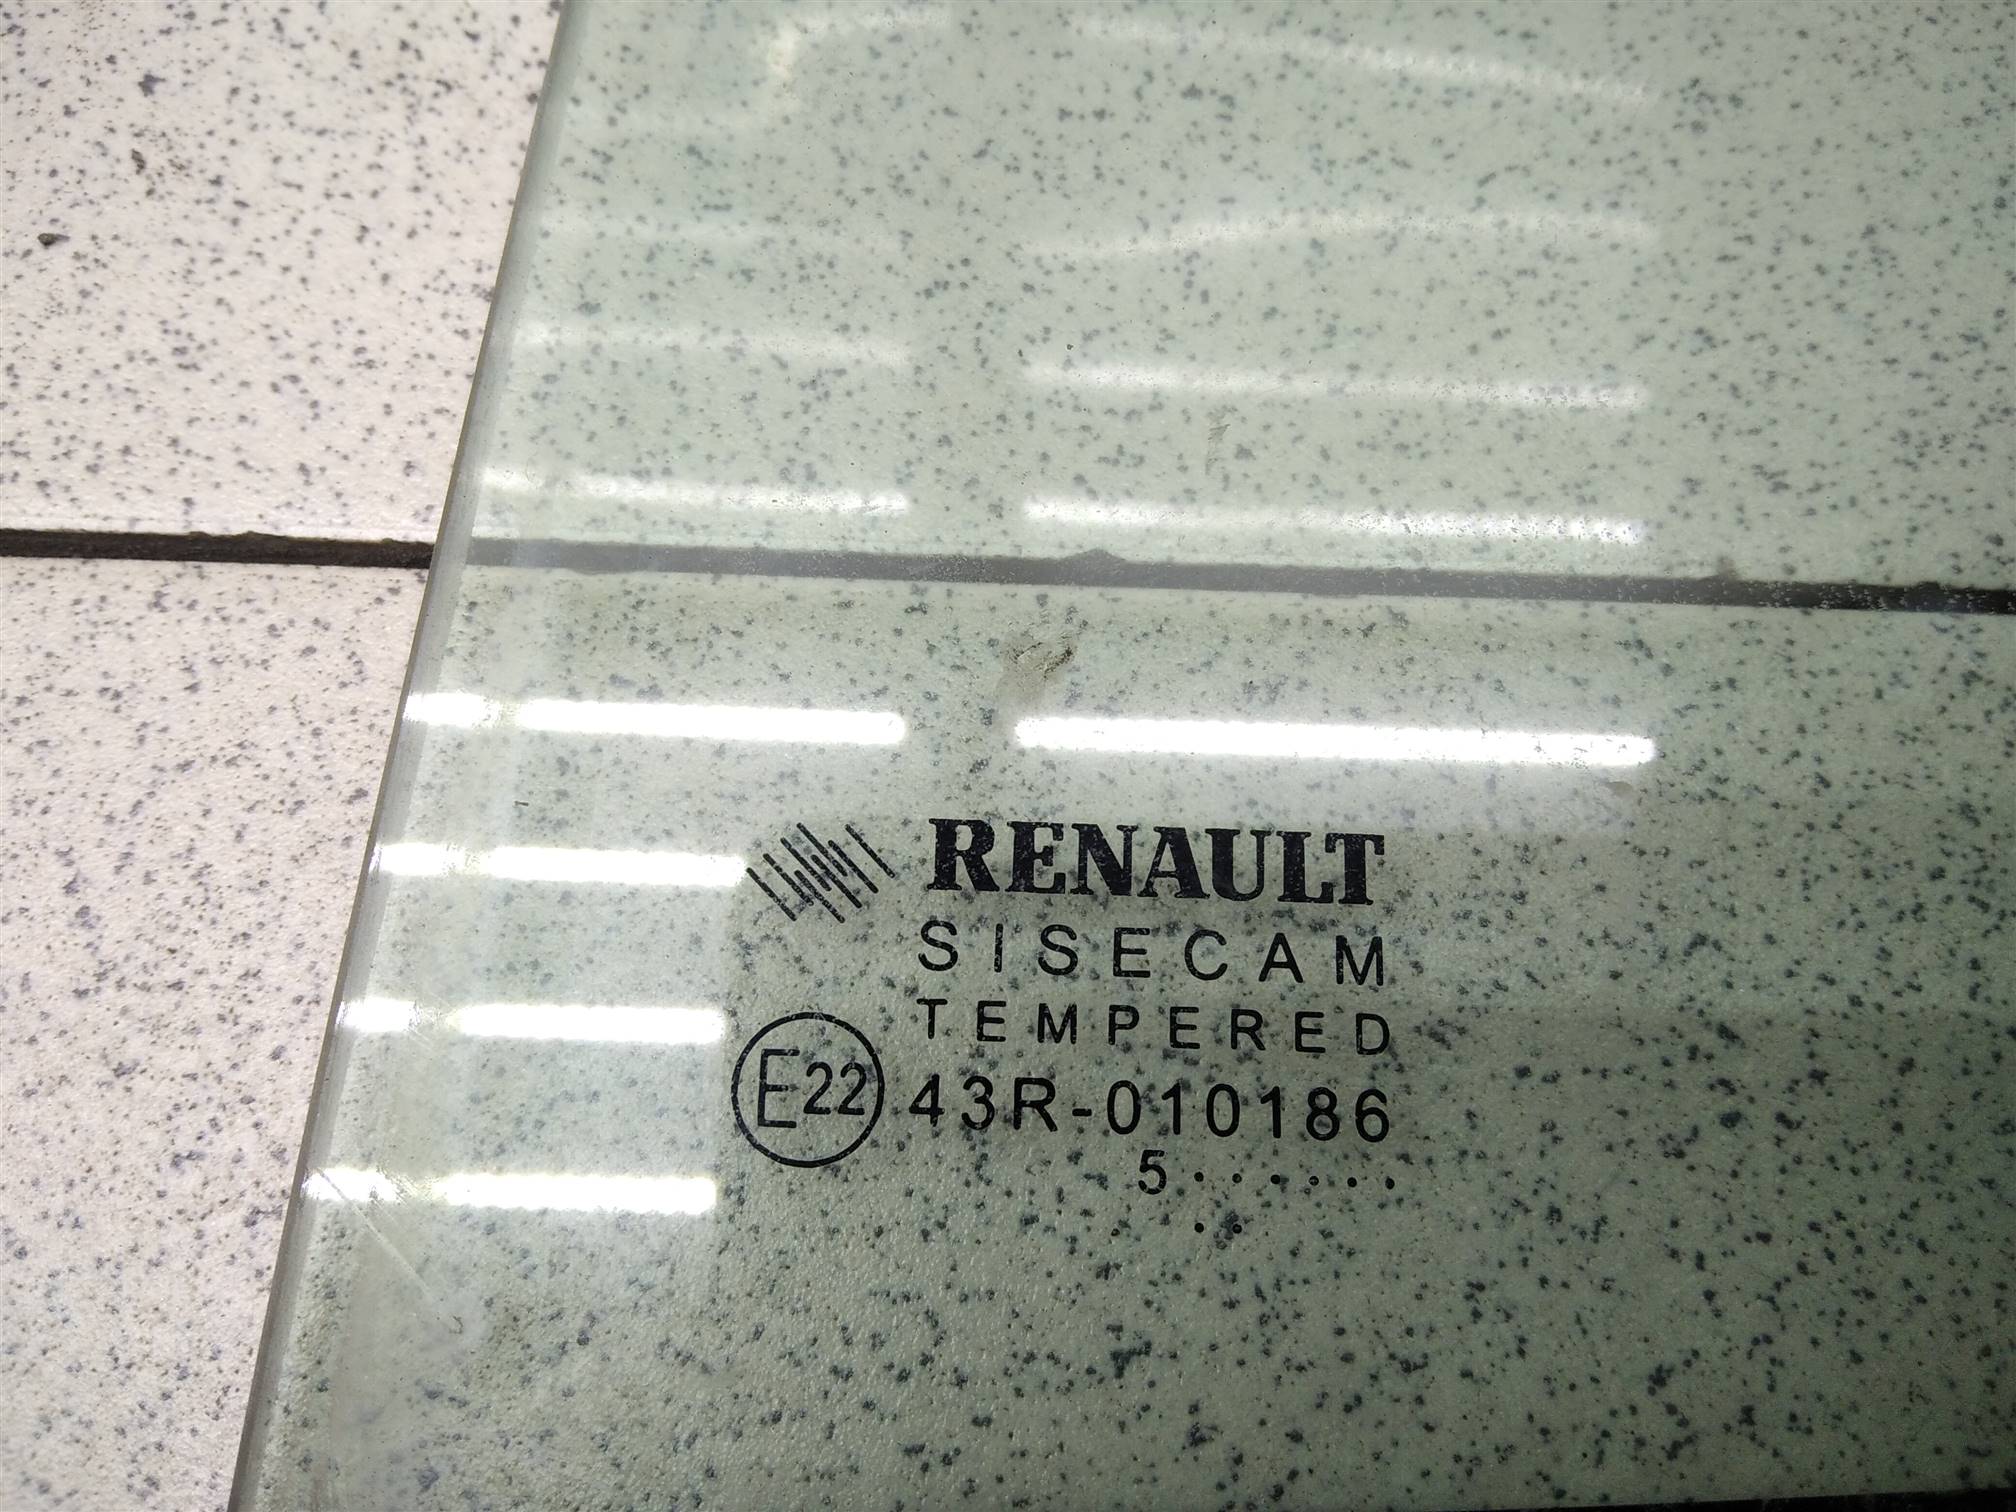 RENAULT
SISECAM
TEMPERED
E22 43R-010186
5.......
..